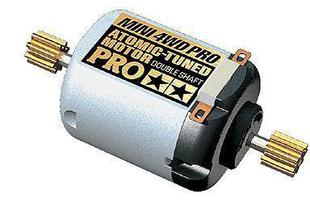 MINI 4WD PRO
ATOMIC-TUNED
MOTOR DOUBLE SHAFT
PRO